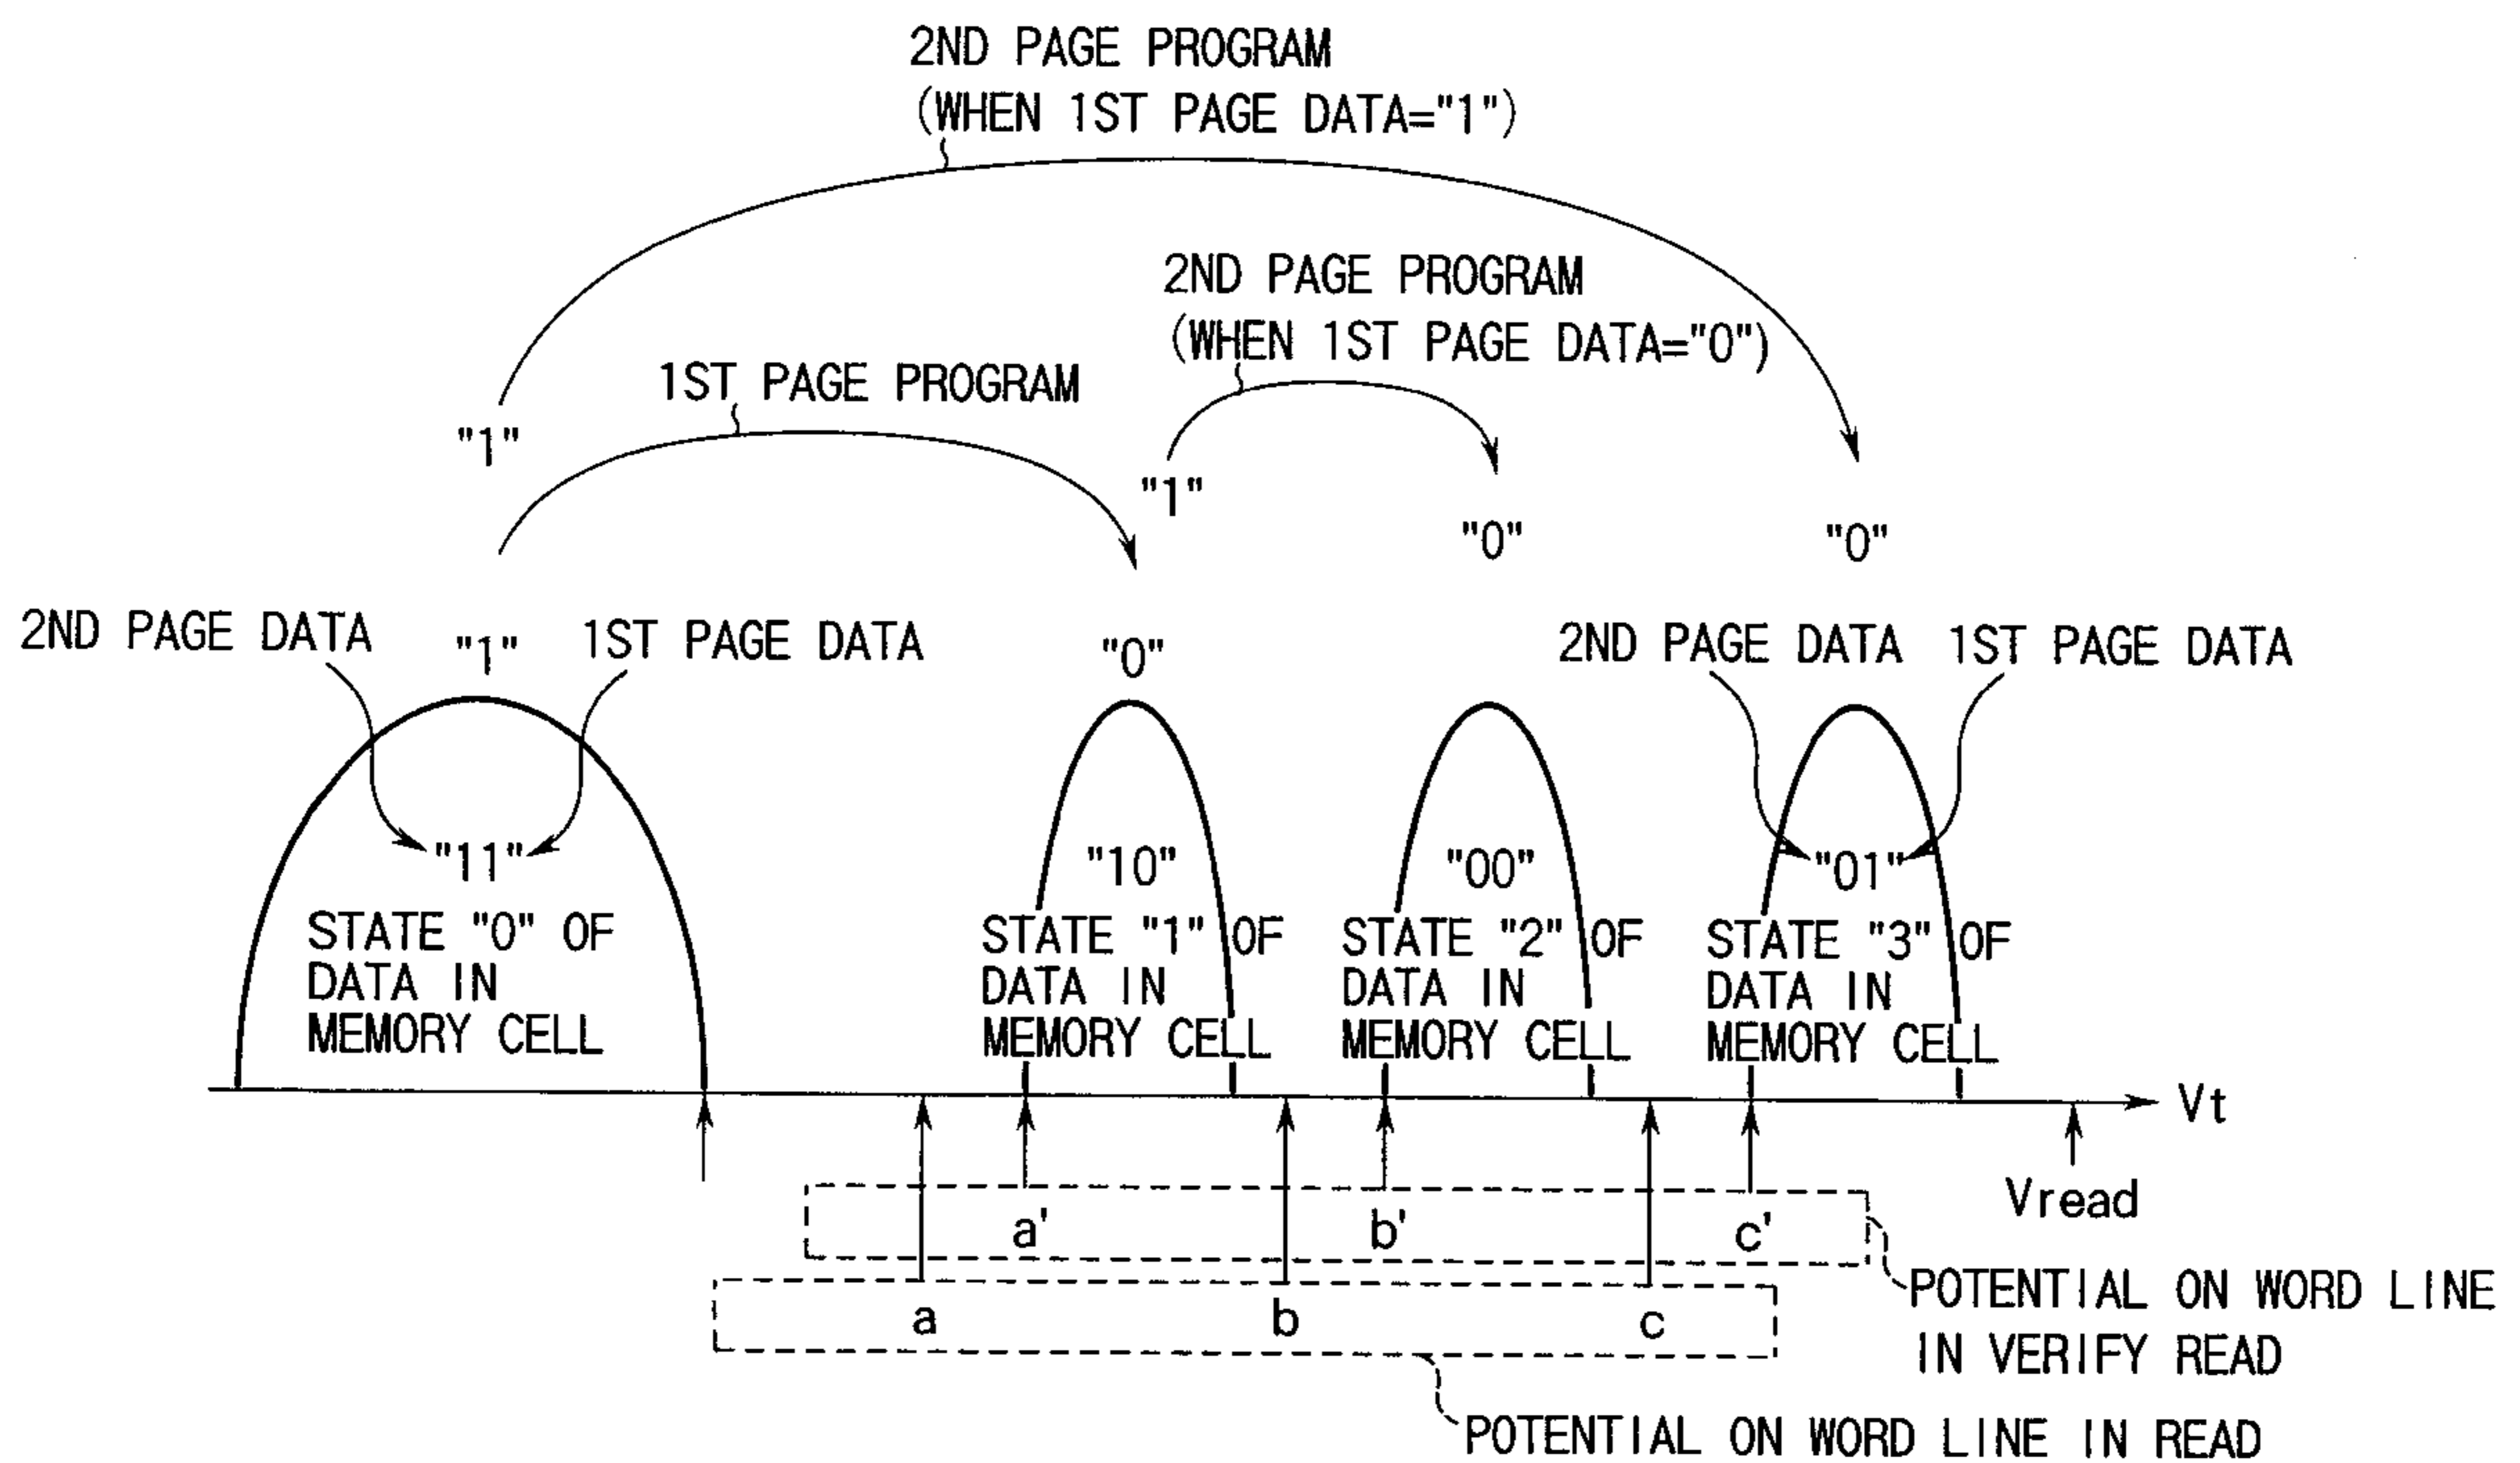 2ND PAGE PROGRAM
(WHEN 1ST PAGE DATA="1")
2ND PAGE PROGRAM
(WHEN 1ST PAGE DATA="0")
1ST PAGE PROGRAM
"1"
"1"
"0"
"0"
2ND PAGE DATA
"1"
1ST PAGE DATA
"0"
2ND PAGE DATA
1ST PAGE DATA
"11"
STATE "0" OF
DATA IN
MEMORY CELL
"10"
STATE "1" OF
DATA IN
MEMORY CELL
"00"
STATE "2" OF
DATA IN
MEMORY CELL
"01"
STATE "3" OF
DATA IN
MEMORY CELL
Vt
Vread
a'
b'
c'
POTENTIAL ON WORD LINE
IN VERIFY READ
a
b
c
POTENTIAL ON WORD LINE IN READ